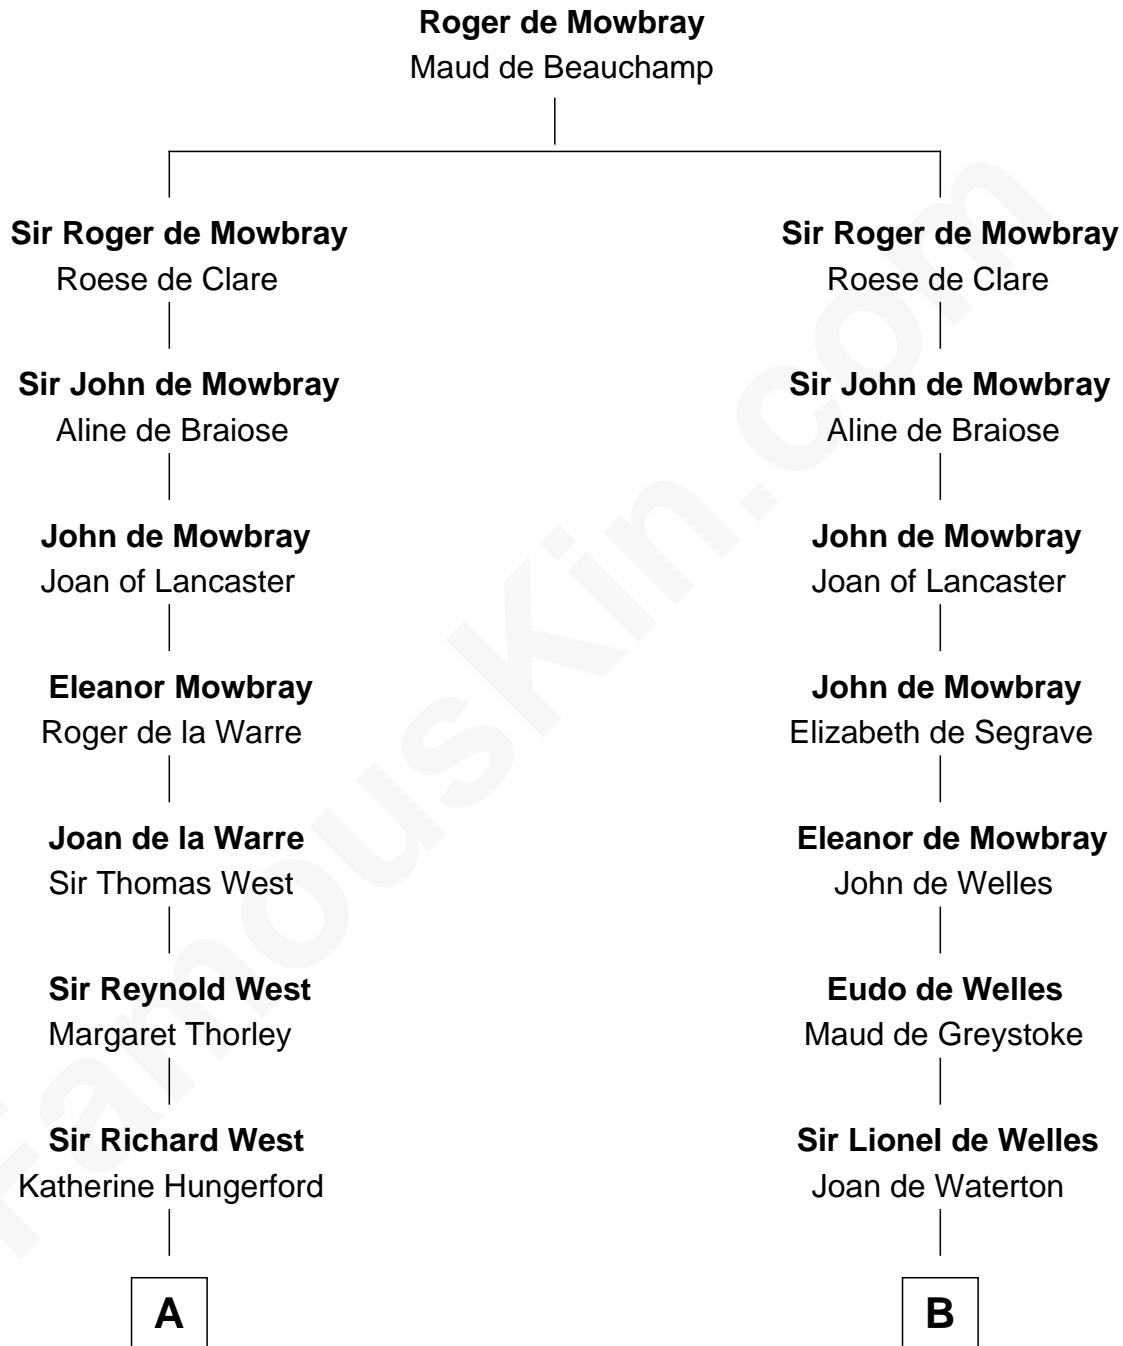 Roger de Mowbray
Maud de Beauchamp
Sir Roger de Mowbray
Roese de Clare
Sir John de Mowbray
Aline de Braiose
John de Mowbray
Joan of Lancaster
Eleanor Mowbray
Roger de la Warre
Joan de la Warre
Sir Thomas West
Sir Reynold West
Margaret Thorley
Sir Richard West
Katherine Hungerford
A
Sir Roger de Mowbray
Roese de Clare
Sir John de Mowbray
Aline de Braiose
John de Mowbray
Joan of Lancaster
John de Mowbray
Elizabeth de Segrave
Eleanor de Mowbray
John de Welles
Eudo de Welles
Maud de Greystoke
Sir Lionel de Welles
Joan de Waterton
B
FamousKin.com